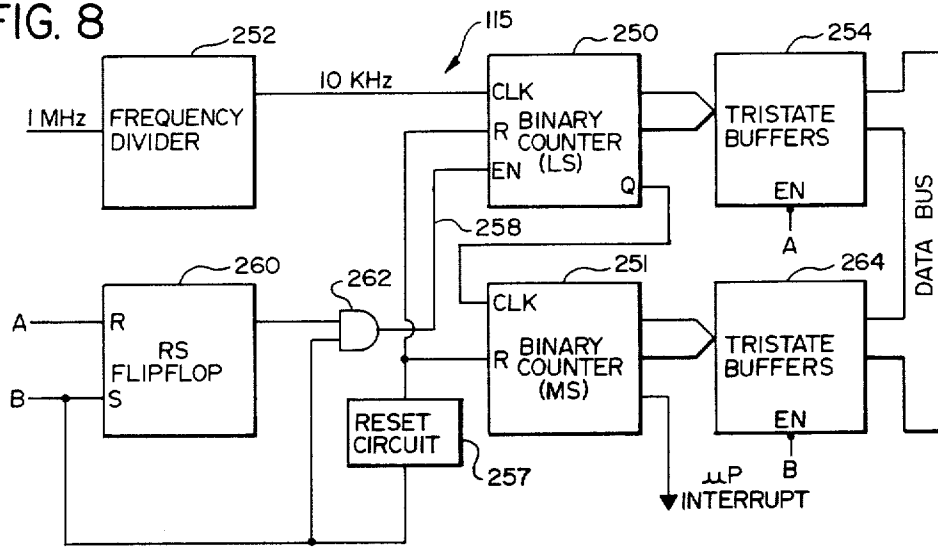 FIG. 8
252
115
250
254
1 MHz
FREQUENCY
DIVIDER
10 KHz
CLK
R
EN
BINARY
COUNTER
(LS)
Q
TRISTATE
BUFFERS
EN
A
DATA BUS
258
260
262
251
264
A
B
R
S
RS
FLIPFLOP
CLK
R
BINARY
COUNTER
(MS)
TRISTATE
BUFFERS
EN
B
RESET
CIRCUIT
257
µP
INTERRUPT